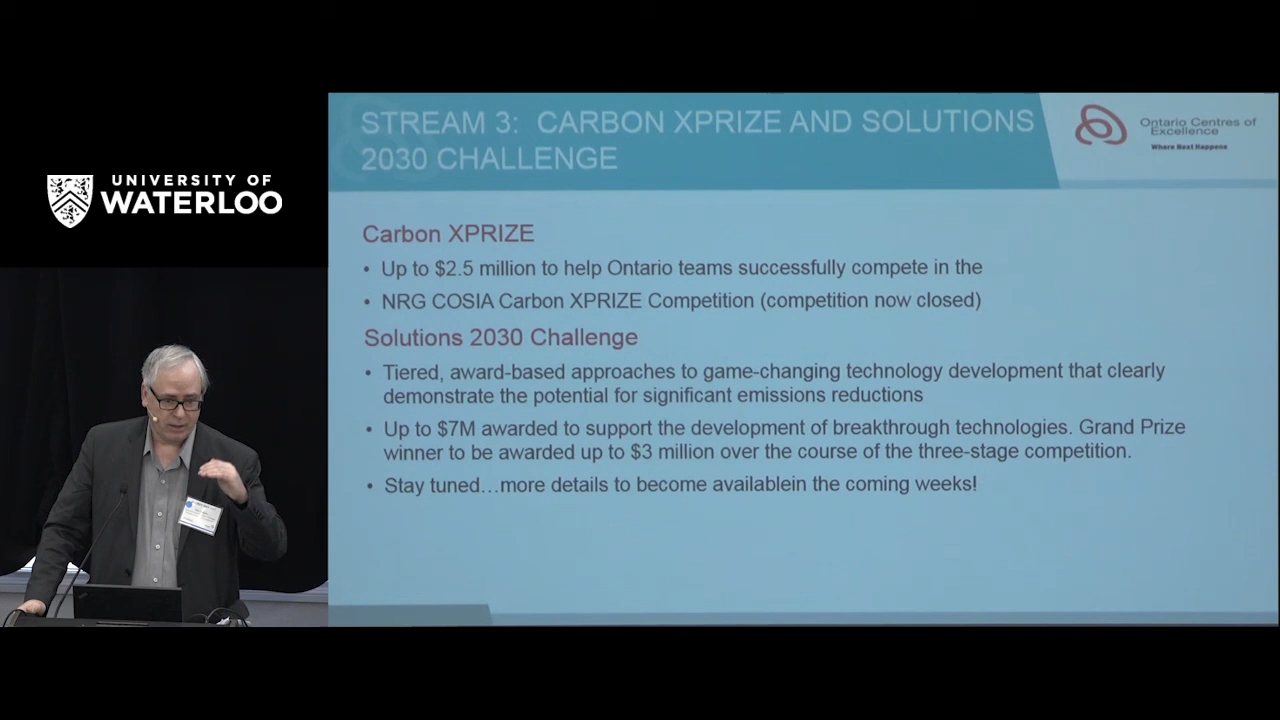 UNIVERSITY OF
WATERLOO
STREAM 3: CARBON XPRIZE AND SOLUTIONS
2030 CHALLENGE
Ontario Centres of
Excellence
Where Next Happens
Carbon XPRIZE
• Up to $2.5 million to help Ontario teams successfully compete in the
• NRG COSIA Carbon XPRIZE Competition (competition now closed)
Solutions 2030 Challenge
• Tiered, award-based approaches to game-changing technology development that clearly
demonstrate the potential for significant emissions reductions
• Up to $7M awarded to support the development of breakthrough technologies. Grand Prize
winner to be awarded up to $3 million over the course of the three-stage competition.
• Stay tuned…more details to become availablein the coming weeks!